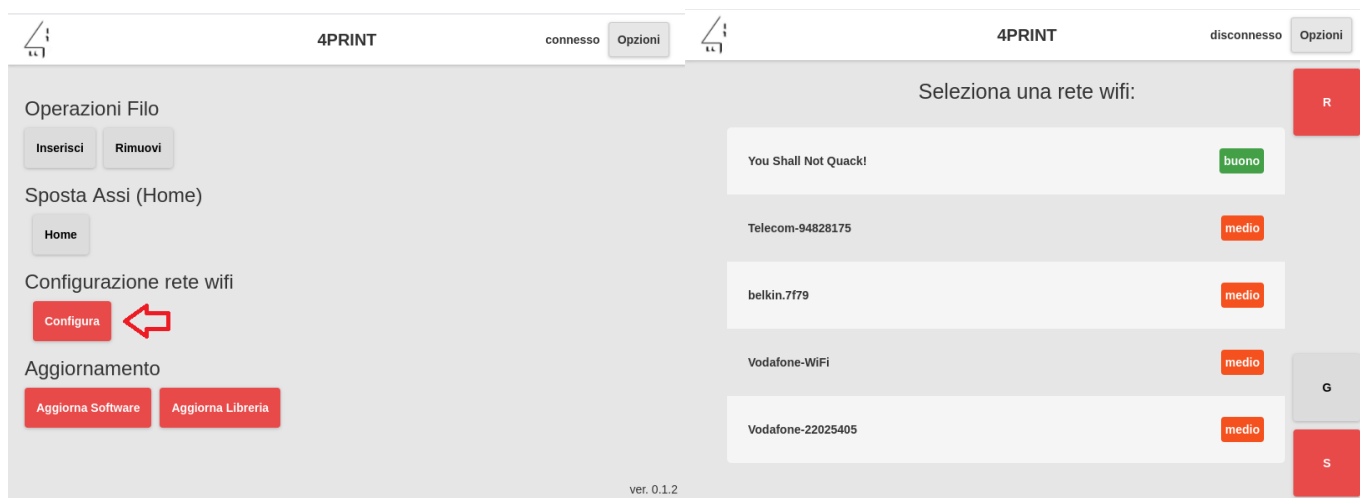 4PRINT
connesso
Opzioni
Operazioni Filo
Inserisci Rimuovi
Sposta Assi (Home)
Home
Configurazione rete wifi
Configura
Aggiornamento
Aggiorna Software Aggiorna Libreria
ver. 0.1.2
4PRINT
disconnesso
Opzioni
Seleziona una rete wifi:
R
You Shall Not Quack! buono
Telecom-94828175 medio
belkin.7f79 medio
Vodafone-WiFi medio
G
Vodafone-22025405 medio
S